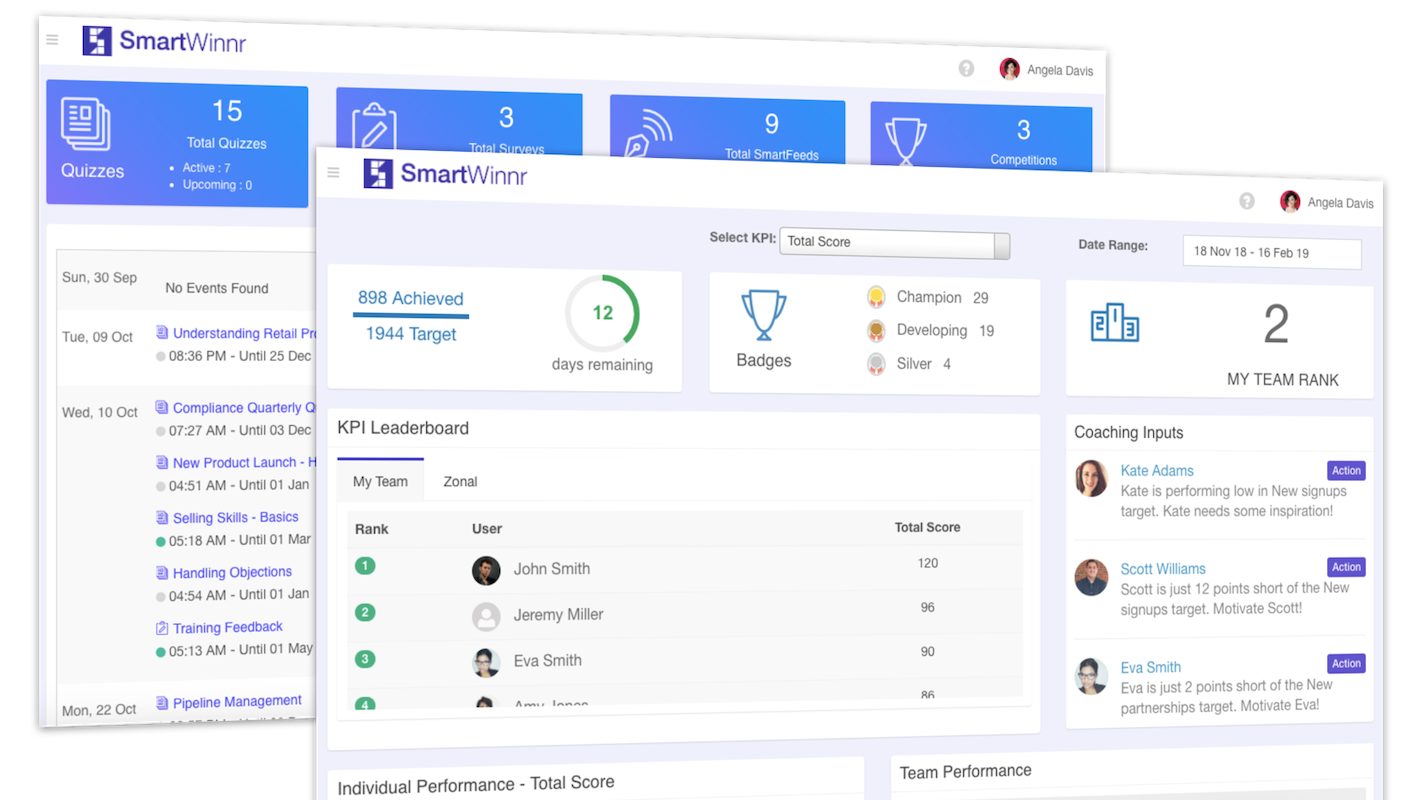 SmartWinnr
Angela Davis
15
Total Quizzes
Quizzes
Active : 7
Upcoming : 0
3
Total Surveys
9
Total SmartFeeds
3
Competitions
Sun, 30 Sep
No Events Found
Tue, 09 Oct
Understanding Retail Pr
08:36 PM - Until 25 Dec
Wed, 10 Oct
Compliance Quarterly Q
07:27 AM - Until 03 Dec
New Product Launch - H
04:51 AM - Until 01 Jan
Selling Skills - Basics
05:18 AM - Until 01 Mar
Handling Objections
04:54 AM - Until 01 Jan
Training Feedback
05:13 AM - Until 01 May
Mon, 22 Oct
Pipeline Management
SmartWinnr
Angela Davis
Select KPI: Total Score
Date Range: 18 Nov 18 - 16 Feb 19
898 Achieved
1944 Target
12
days remaining
Badges
Champion 29
Developing 19
Silver 4
2
MY TEAM RANK
KPI Leaderboard
My Team Zonal
Rank User Total Score
1 John Smith 120
2 Jeremy Miller 96
3 Eva Smith 90
4 Amy Jones 86
Coaching Inputs
Kate Adams Action
Kate is performing low in New signups
target. Kate needs some inspiration!
Scott Williams Action
Scott is just 12 points short of the New
signups target. Motivate Scott!
Eva Smith Action
Eva is just 2 points short of the New
partnerships target. Motivate Eva!
Individual Performance - Total Score
Team Performance